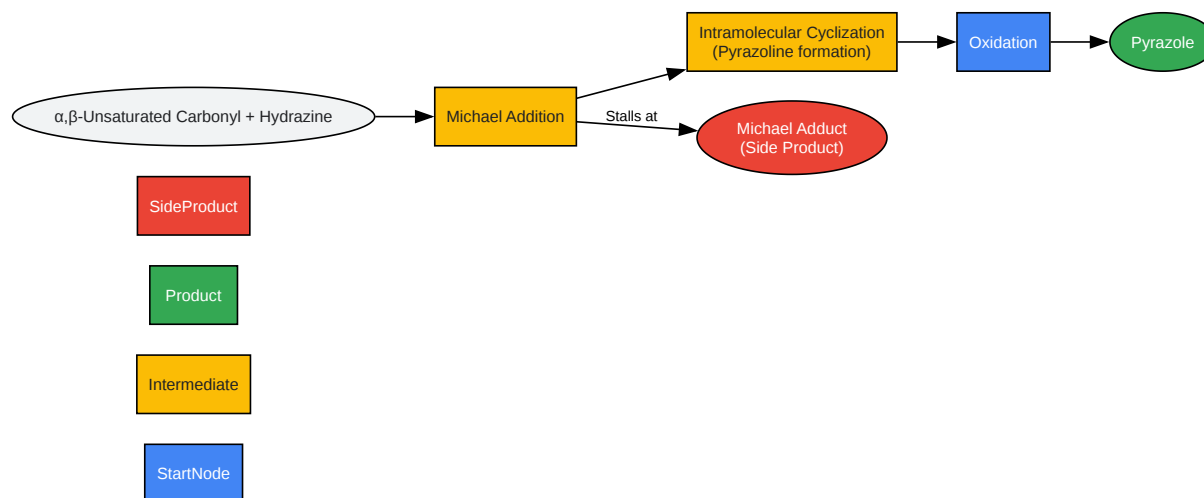 Intramolecular Cyclization
(Pyrazoline formation)
Oxidation
Pyrazole
α,β-Unsaturated Carbonyl + Hydrazine
Michael Addition
Stalls at
Michael Adduct
(Side Product)
SideProduct
Product
Intermediate
StartNode